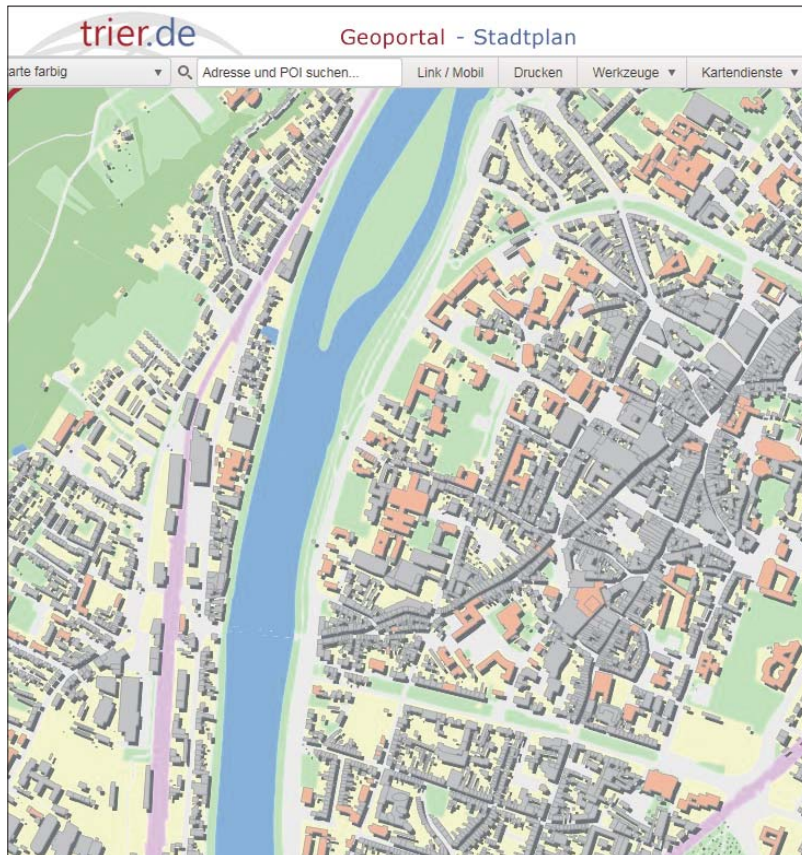 trier.de
Geoportal - Stadtplan
arte farbig
Adresse und POI suchen...
Link / Mobil
Drucken
Werkzeuge
Kartendienste